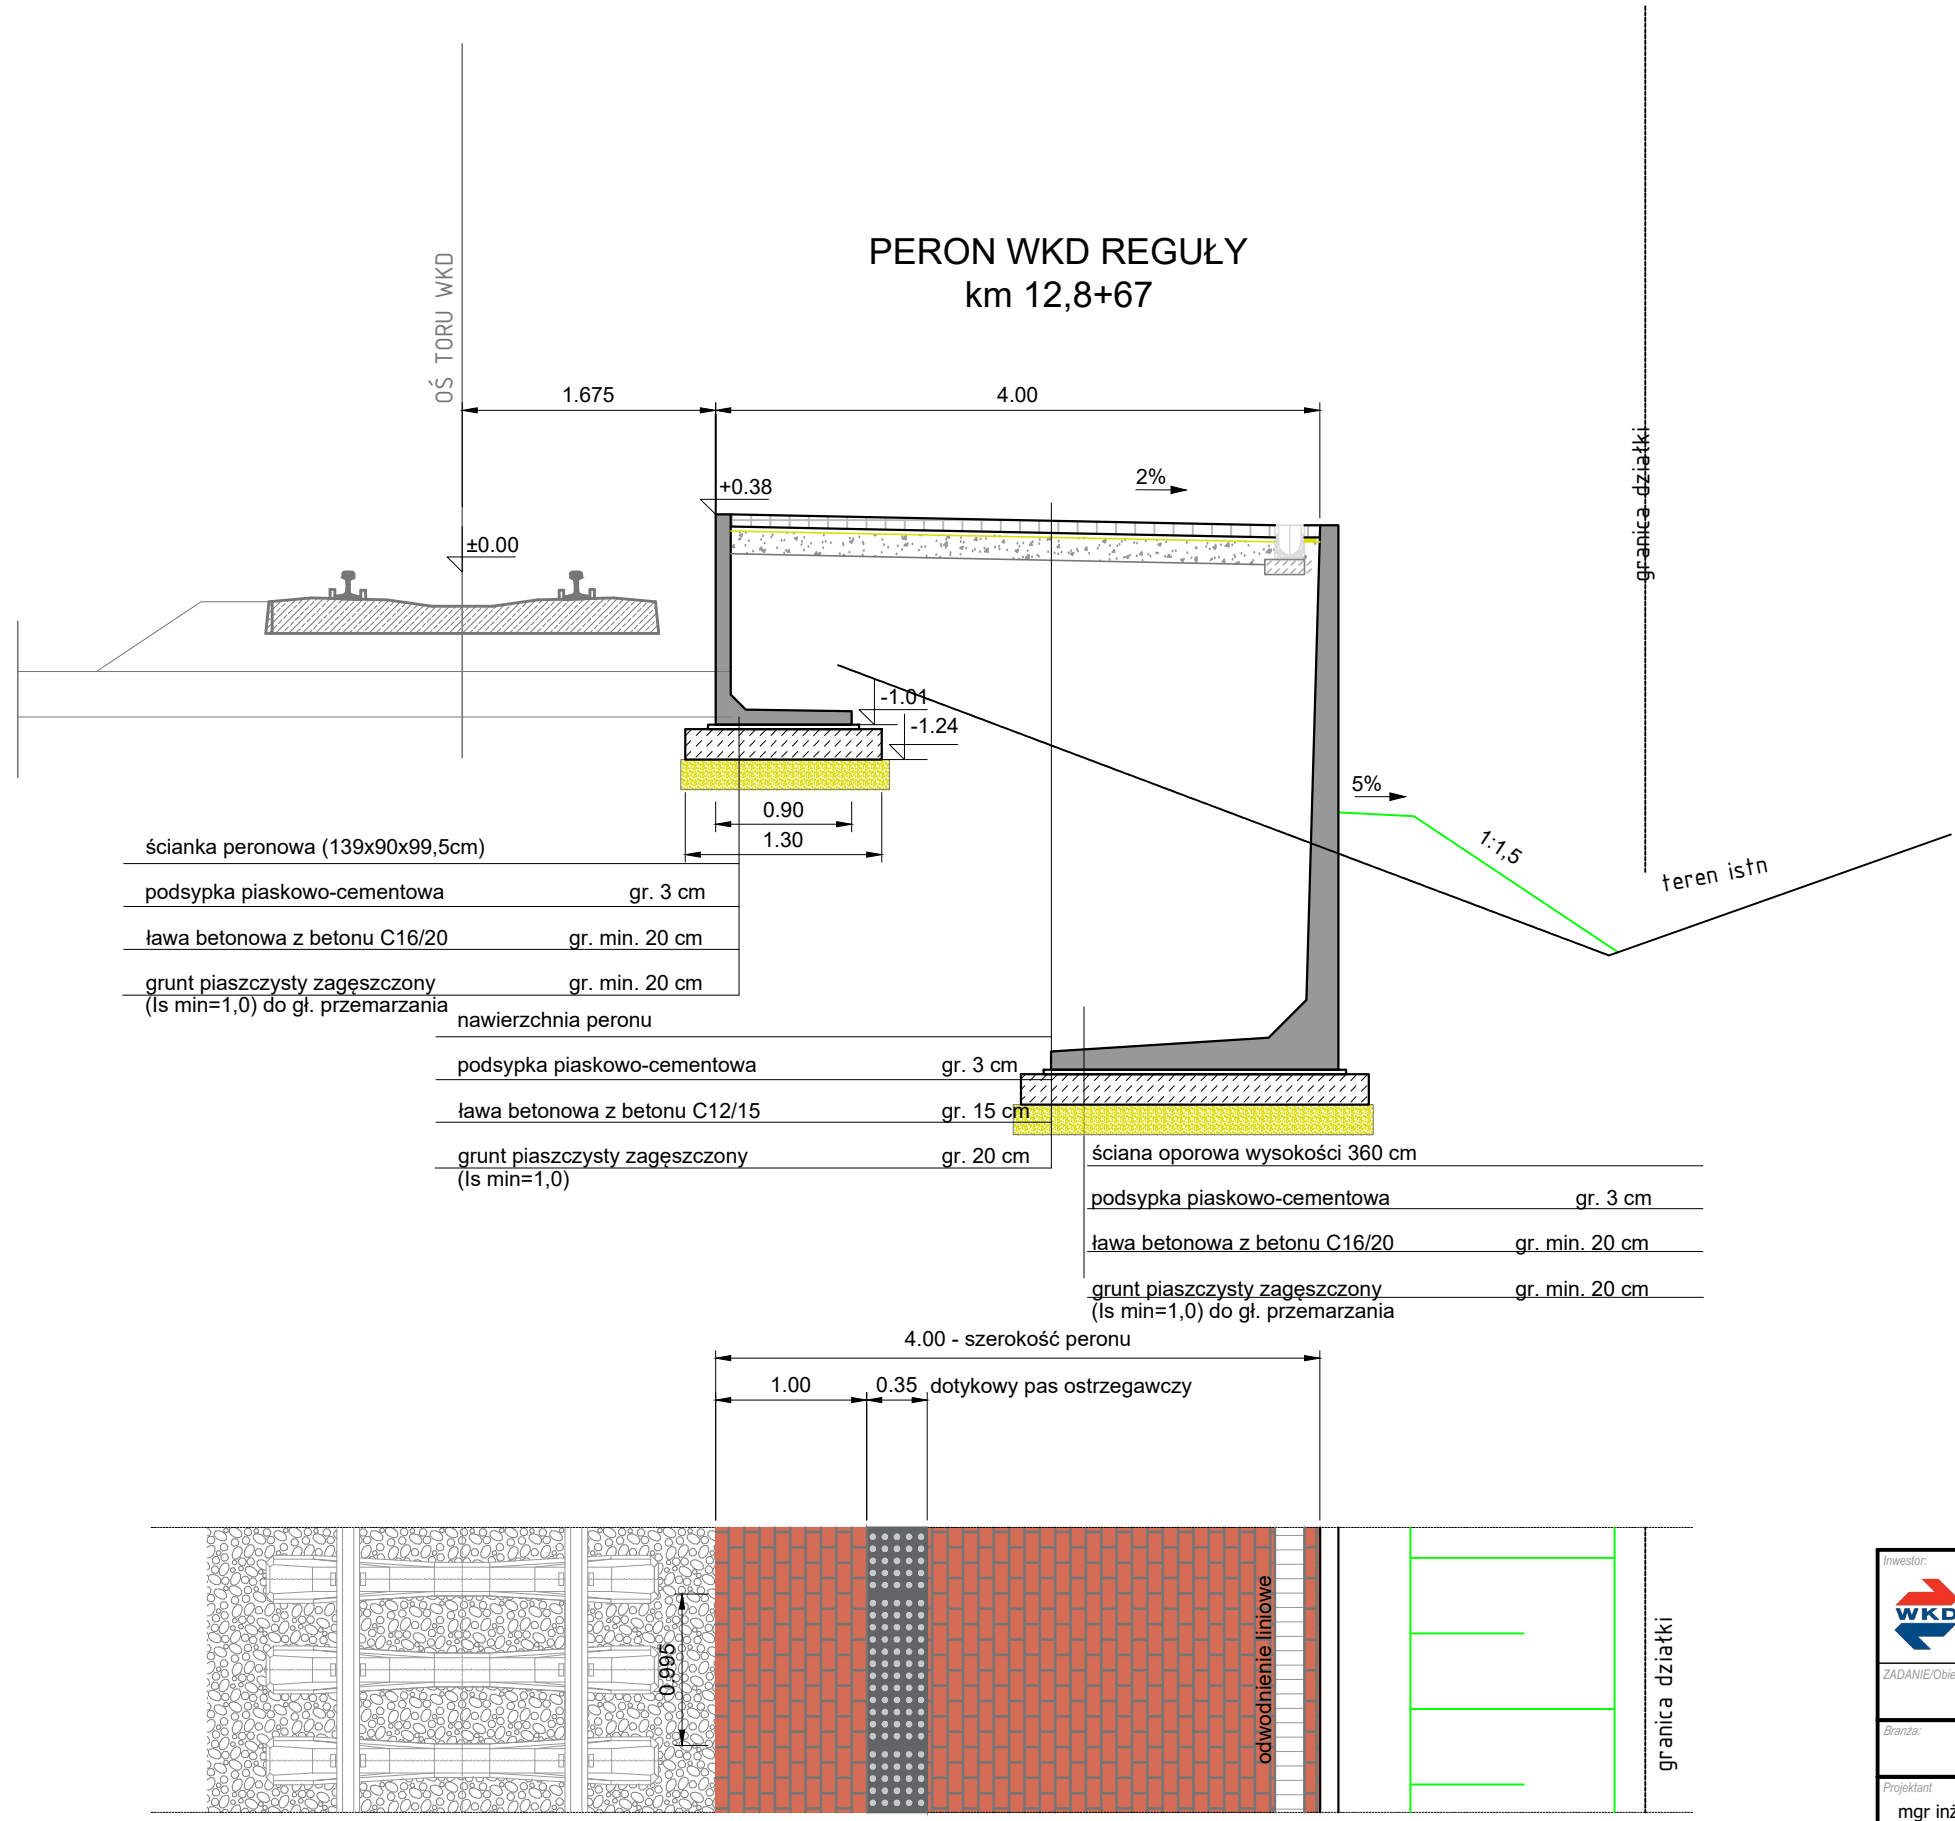 PERON WKD REGUŁY
km 12,8+67
OŚ TORU WKD
granica działki
1.675
4.00
+0.38
2%
±0.00
-1.01
-1.24
5%
1:1,5
teren istn
0.90
1.30
ścianka peronowa (139x90x99,5cm)
podsypka piaskowo-cementowa gr. 3 cm
ława betonowa z betonu C16/20 gr. min. 20 cm
grunt piaszczysty zagęszczony gr. min. 20 cm
(Is min=1,0) do gł. przemarzania
nawierzchnia peronu
podsypka piaskowo-cementowa gr. 3 cm
ława betonowa z betonu C12/15 gr. 15 cm
grunt piaszczysty zagęszczony gr. 20 cm
(Is min=1,0)
ściana oporowa wysokości 360 cm
podsypka piaskowo-cementowa gr. 3 cm
ława betonowa z betonu C16/20 gr. min. 20 cm
grunt piaszczysty zagęszczony gr. min. 20 cm
(Is min=1,0) do gł. przemarzania
4.00 - szerokość peronu
1.00
0.35 dotykowy pas ostrzegawczy
0.995
odwodnienie liniowe
granica działki
Inwestor:
WKD
ZADANIE/Obie
Branża:
Projektant
mgr inż